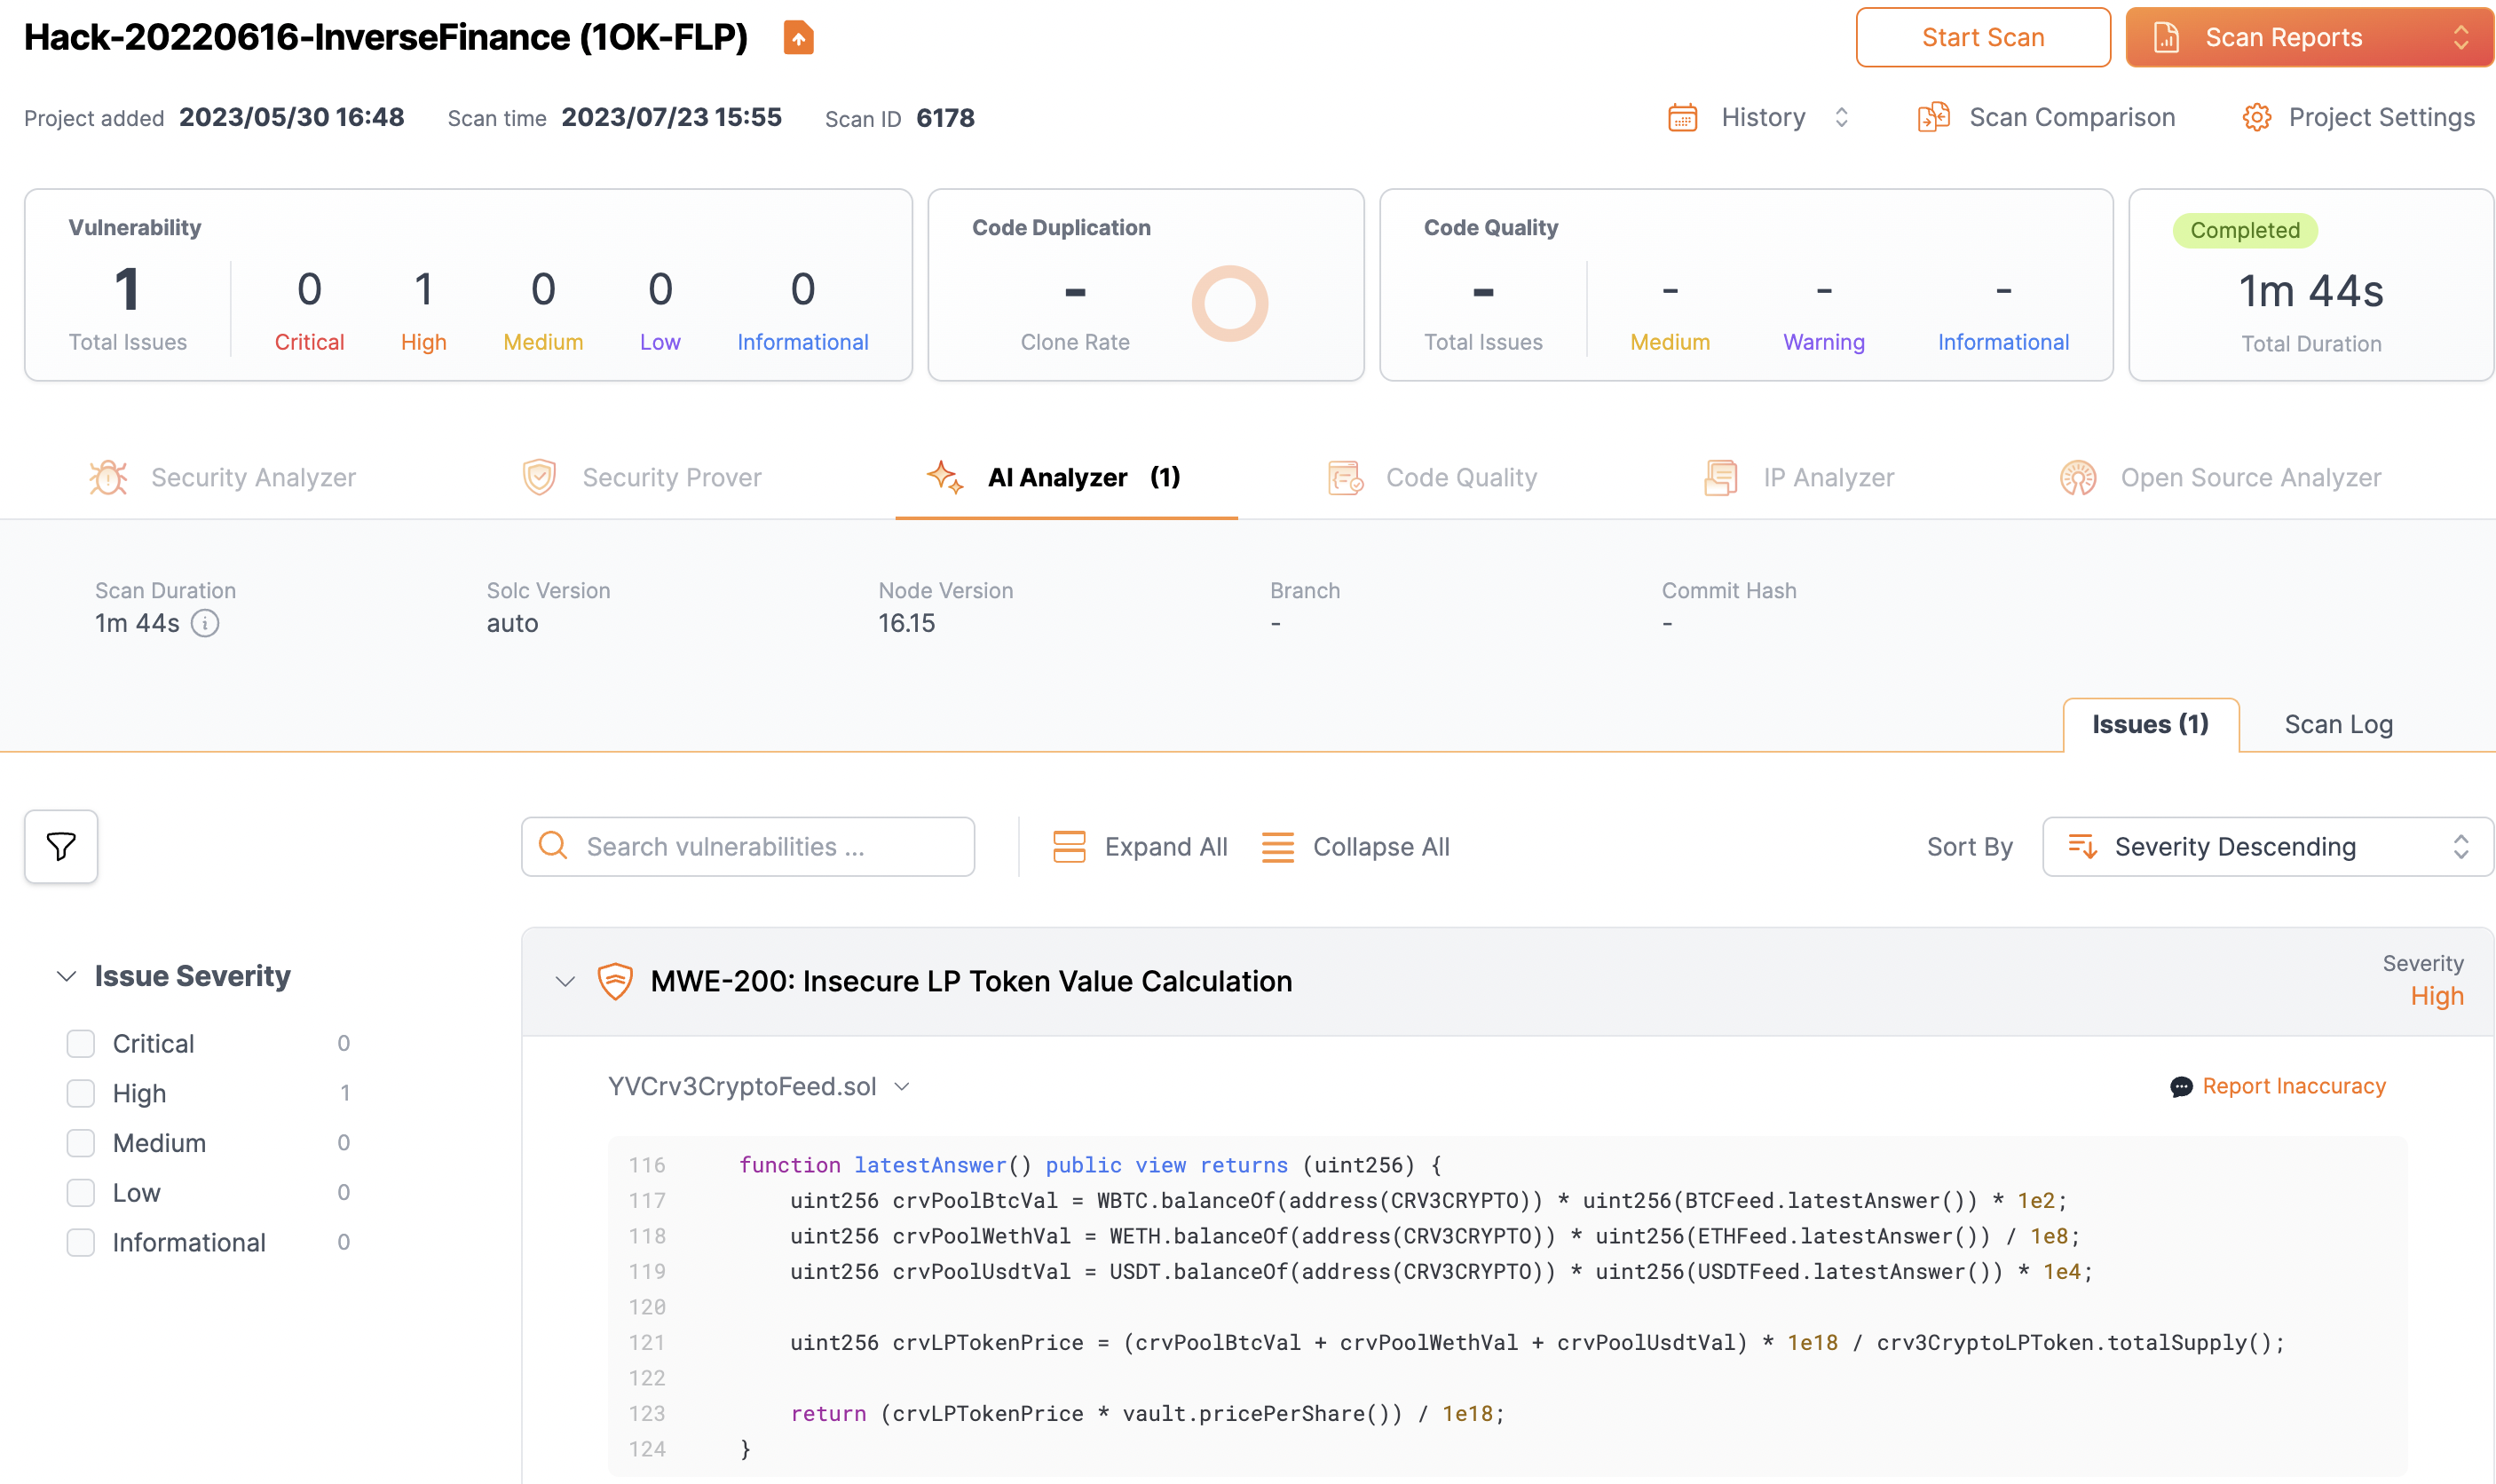 Hack-20220616-InverseFinance (1OK-FLP)
Start Scan
Scan Reports
Project added 2023/05/30 16:48 Scan time 2023/07/23 15:55 Scan ID 6178
History
Scan Comparison
Project Settings
Vulnerability
1 0 1 0 0 0
Total Issues Critical High Medium Low Informational
Code Duplication
-
Clone Rate
Code Quality
- - - -
Total Issues Medium Warning Informational
Completed
1m 44s
Total Duration
Security Analyzer
Security Prover
AI Analyzer (1)
Code Quality
IP Analyzer
Open Source Analyzer
Scan Duration Solc Version Node Version Branch Commit Hash
1m 44s auto 16.15 - -
Issues (1) Scan Log
Search vulnerabilities ...
Expand All
Collapse All
Sort By Severity Descending
Issue Severity
Critical 0
High 1
Medium 0
Low 0
Informational 0
MWE-200: Insecure LP Token Value Calculation
Severity
High
YVCrv3CryptoFeed.sol
Report Inaccuracy
116 function latestAnswer() public view returns (uint256) {
117 uint256 crvPoolBtcVal = WBTC.balanceOf(address(CRV3CRYPTO)) * uint256(BTCFeed.latestAnswer()) * 1e2;
118 uint256 crvPoolWethVal = WETH.balanceOf(address(CRV3CRYPTO)) * uint256(ETHFeed.latestAnswer()) / 1e8;
119 uint256 crvPoolUsdtVal = USDT.balanceOf(address(CRV3CRYPTO)) * uint256(USDTFeed.latestAnswer()) * 1e4;
120
121 uint256 crvLPTokenPrice = (crvPoolBtcVal + crvPoolWethVal + crvPoolUsdtVal) * 1e18 / crv3CryptoLPToken.totalSupply();
122
123 return (crvLPTokenPrice * vault.pricePerShare()) / 1e18;
124 }